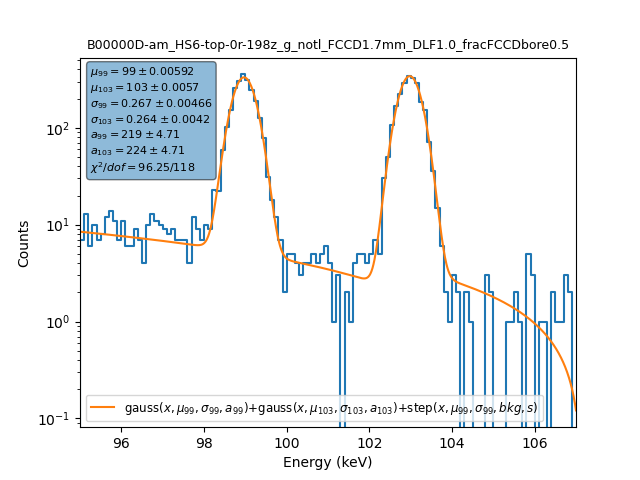 B00000D-am_HS6-top-0r-198z_g_notl_FCCD1.7mm_DLF1.0_fracFCCDbore0.5
μ₉₉ = 99 ± 0.00592
μ₁₀₃ = 103 ± 0.0057
σ₉₉ = 0.267 ± 0.00466
σ₁₀₃ = 0.264 ± 0.0042
a₉₉ = 219 ± 4.71
a₁₀₃ = 224 ± 4.71
χ²/dof = 96.25/118
10²
10¹
10⁰
10⁻¹
Counts
gauss(x, μ₉₉, σ₉₉, a₉₉)+gauss(x, μ₁₀₃, σ₁₀₃, a₁₀₃)+step(x, μ₉₉, σ₉₉, bkg, s)
96 98 100 102 104 106
Energy (keV)